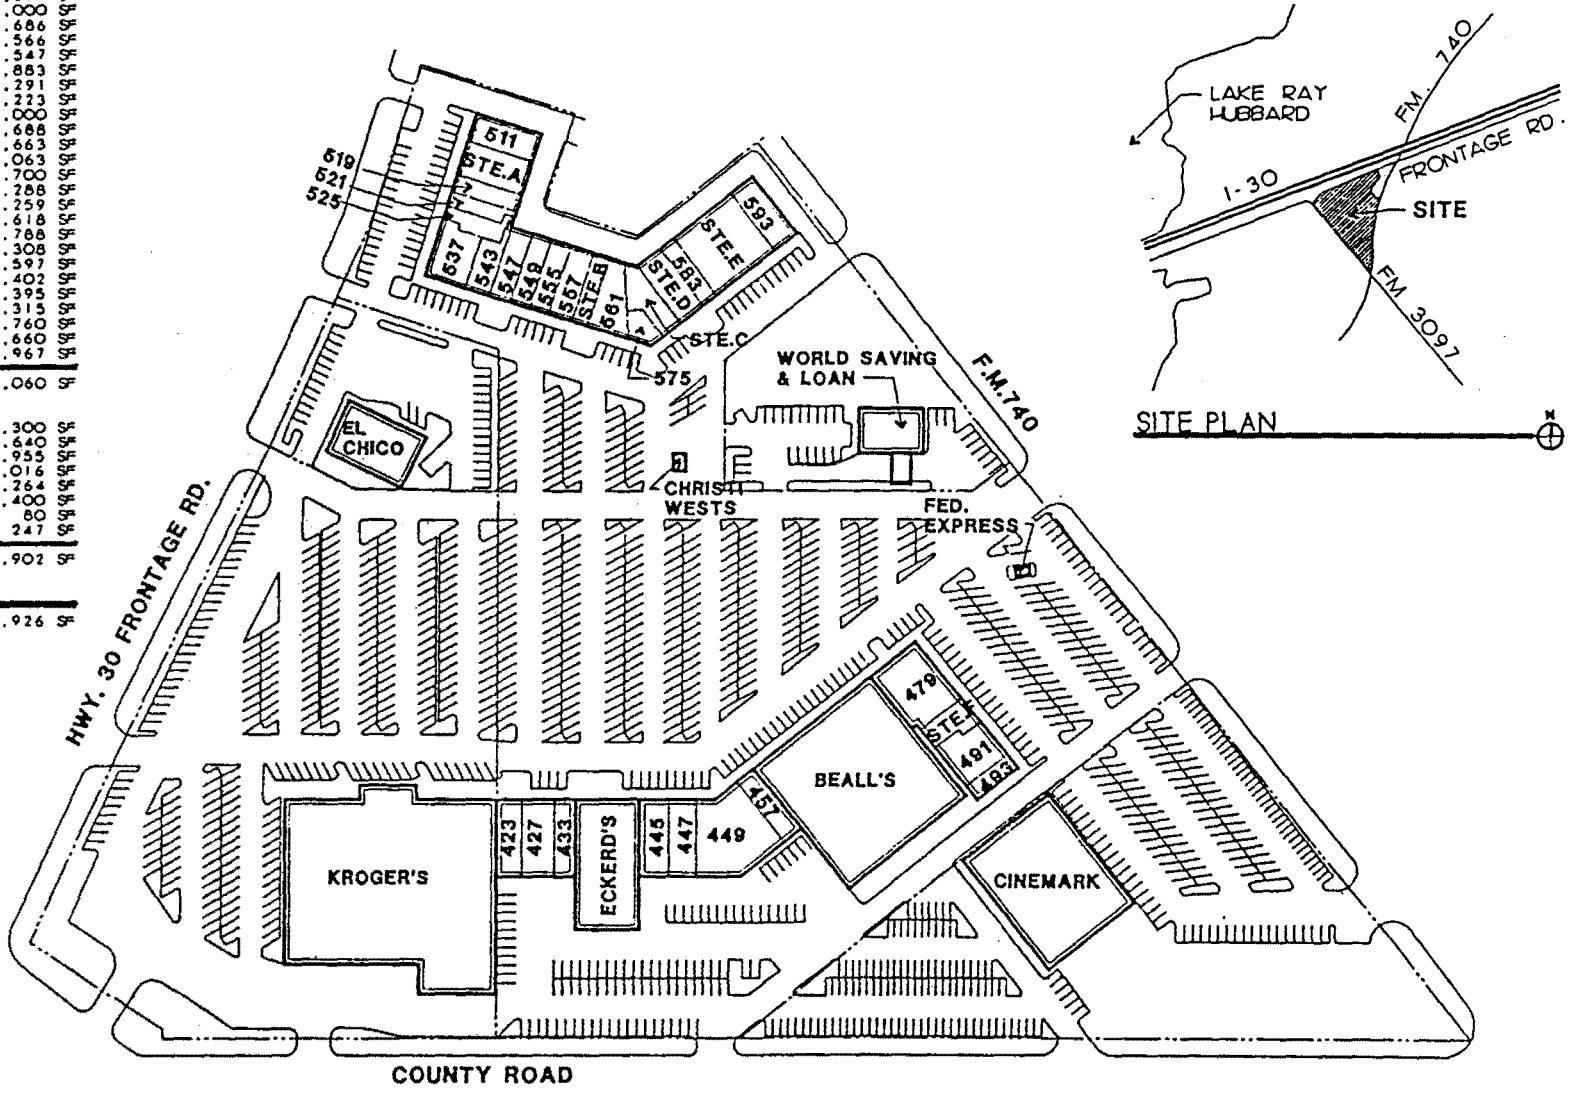 .000 SF
.686 SF
.566 SF
.547 SF
.883 SF
.291 SF
.223 SF
.000 SF
.688 SF
.663 SF
.063 SF
.700 SF
.288 SF
.259 SF
.618 SF
.788 SF
.308 SF
.597 SF
.402 SF
.395 SF
.315 SF
.760 SF
.660 SF
.967 SF
.060 SF
.300 SF
.640 SF
.955 SF
.016 SF
.264 SF
.400 SF
80 SF
247 SF
.902 SF
.926 SF
LAKE RAY
HUBBARD
FM. 740
I-30
FRONTAGE RD.
SITE
FM 3097
SITE PLAN
N
511
STE.A
519
521
525
537
543
547
549
555
557
STE.B
561
STE.C
575
STE.D
583
STE.E
593
WORLD SAVING
& LOAN
F.M.740
EL
CHICO
CHRISTI
WESTS
FED.
EXPRESS
HWY. 30 FRONTAGE RD.
479
STE.F
491
493
BEALL'S
457
449
447
445
ECKERD'S
433
427
423
KROGER'S
CINEMARK
COUNTY ROAD